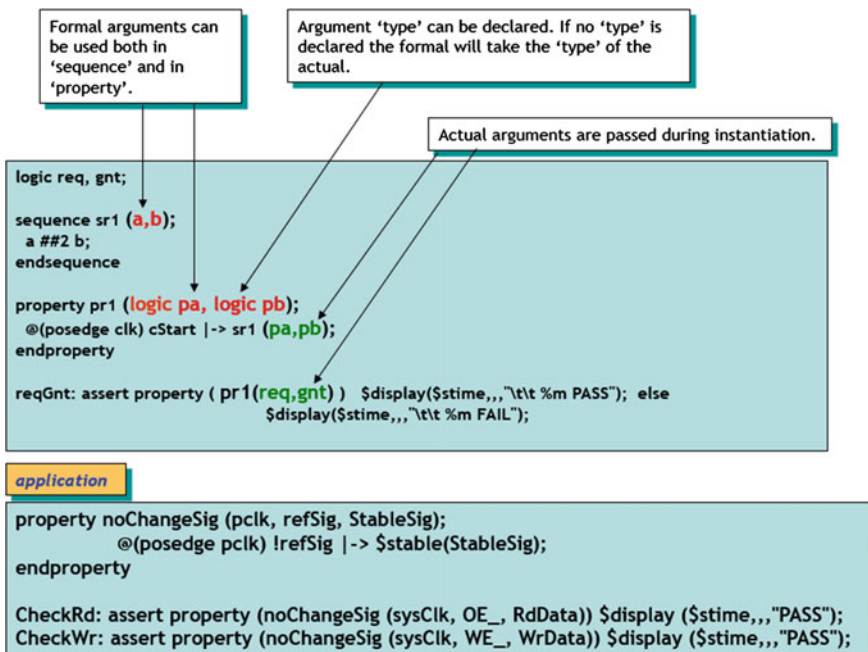 Formal arguments can
be used both in
‘sequence’ and in
‘property’.
Argument ‘type’ can be declared. If no ‘type’ is
declared the formal will take the ‘type’ of the
actual.
Actual arguments are passed during instantiation.
logic req, gnt;
sequence sr1 (a,b);
a ##2 b;
endsequence
property pr1 (logic pa, logic pb);
@(posedge clk) cStart |-> sr1 (pa,pb);
endproperty
reqGnt: assert property ( pr1(req,gnt) ) $display($stime,,,"\t\t %m PASS"); else
$display($stime,,,"\t\t %m FAIL");
application
property noChangeSig (pclk, refSig, StableSig);
@(posedge pclk) !refSig |-> $stable(StableSig);
endproperty
CheckRd: assert property (noChangeSig (sysClk, OE_, RdData)) $display ($stime,,,"PASS");
CheckWr: assert property (noChangeSig (sysClk, WE_, WrData)) $display ($stime,,,"PASS");